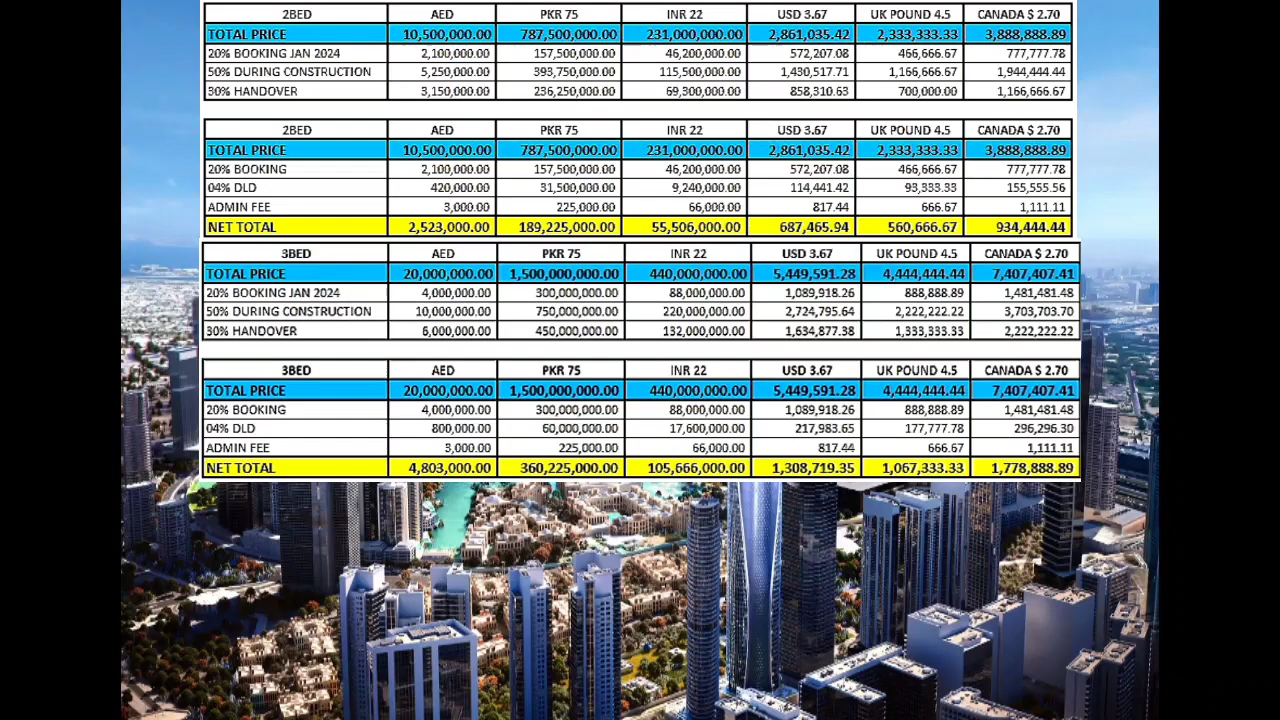 2BED AED PKR 75 INR 22 USD 3.67 UK POUND 4.5 CANADA $ 2.70
TOTAL PRICE 10,500,000.00 787,500,000.00 231,000,000.00 2,861,035.42 2,333,333.33 3,888,888.89
20% BOOKING JAN 2024 2,100,000.00 157,500,000.00 46,200,000.00 572,207.08 466,666.67 777,777.78
50% DURING CONSTRUCTION 5,250,000.00 393,750,000.00 115,500,000.00 1,430,517.71 1,166,666.67 1,944,444.44
30% HANDOVER 3,150,000.00 236,250,000.00 69,300,000.00 858,310.63 700,000.00 1,166,666.67
2BED AED PKR 75 INR 22 USD 3.67 UK POUND 4.5 CANADA $ 2.70
TOTAL PRICE 10,500,000.00 787,500,000.00 231,000,000.00 2,861,035.42 2,333,333.33 3,888,888.89
20% BOOKING 2,100,000.00 157,500,000.00 46,200,000.00 572,207.08 466,666.67 777,777.78
04% DLD 420,000.00 31,500,000.00 9,240,000.00 114,441.42 93,333.33 155,555.56
ADMIN FEE 3,000.00 225,000.00 66,000.00 817.44 666.67 1,111.11
NET TOTAL 2,523,000.00 189,225,000.00 55,506,000.00 687,465.94 560,666.67 934,444.44
3BED AED PKR 75 INR 22 USD 3.67 UK POUND 4.5 CANADA $ 2.70
TOTAL PRICE 20,000,000.00 1,500,000,000.00 440,000,000.00 5,449,591.28 4,444,444.44 7,407,407.41
20% BOOKING JAN 2024 4,000,000.00 300,000,000.00 88,000,000.00 1,089,918.26 888,888.89 1,481,481.48
50% DURING CONSTRUCTION 10,000,000.00 750,000,000.00 220,000,000.00 2,724,795.64 2,222,222.22 3,703,703.70
30% HANDOVER 6,000,000.00 450,000,000.00 132,000,000.00 1,634,877.38 1,333,333.33 2,222,222.22
3BED AED PKR 75 INR 22 USD 3.67 UK POUND 4.5 CANADA $ 2.70
TOTAL PRICE 20,000,000.00 1,500,000,000.00 440,000,000.00 5,449,591.28 4,444,444.44 7,407,407.41
20% BOOKING 4,000,000.00 300,000,000.00 88,000,000.00 1,089,918.26 888,888.89 1,481,481.48
04% DLD 800,000.00 60,000,000.00 17,600,000.00 217,983.65 177,777.78 296,296.30
ADMIN FEE 3,000.00 225,000.00 66,000.00 817.44 666.67 1,111.11
NET TOTAL 4,803,000.00 360,225,000.00 105,666,000.00 1,308,719.35 1,067,333.33 1,778,888.89